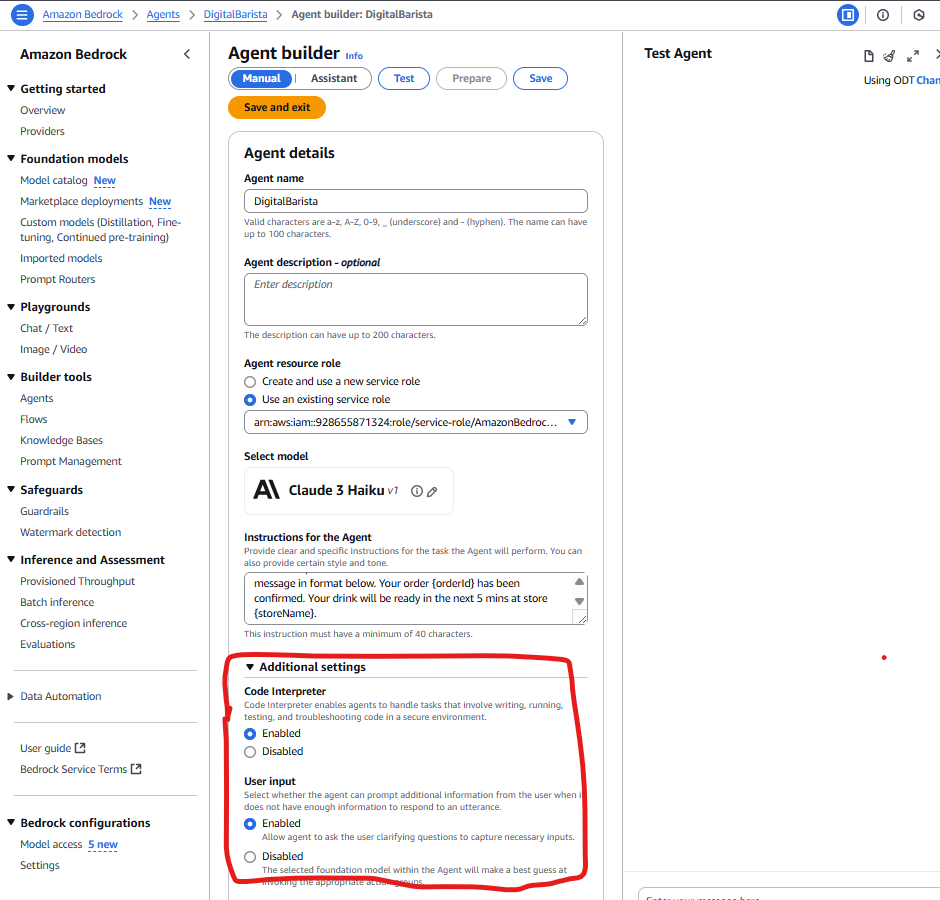 Amazon Bedrock > Agents > DigitalBarista > Agent builder: DigitalBarista
Amazon Bedrock
Getting started
Overview
Providers
Foundation models
Model catalog New
Marketplace deployments New
Custom models (Distillation, Fine-
tuning, Continued pre-training)
Imported models
Prompt Routers
Playgrounds
Chat / Text
Image / Video
Builder tools
Agents
Flows
Knowledge Bases
Prompt Management
Safeguards
Guardrails
Watermark detection
Inference and Assessment
Provisioned Throughput
Batch inference
Cross-region inference
Evaluations
Data Automation
User guide
Bedrock Service Terms
Bedrock configurations
Model access 5 new
Settings
Agent builder Info
Manual | Assistant Test Prepare Save
Save and exit
Agent details
Agent name
DigitalBarista
Valid characters are a-z, A-Z, 0-9, _ (underscore) and - (hyphen). The name can have
up to 100 characters.
Agent description - optional
Enter description
The description can have up to 200 characters.
Agent resource role
Create and use a new service role
Use an existing service role
arn:aws:iam::928655871324:role/service-role/AmazonBedroc...
Select model
Claude 3 Haiku v1
Instructions for the Agent
Provide clear and specific instructions for the task the Agent will perform. You can
also provide certain style and tone.
message in format below. Your order {orderId} has been
confirmed. Your drink will be ready in the next 5 mins at store
{storeName}.
This instruction must have a minimum of 40 characters.
Additional settings
Code Interpreter
Code Interpreter enables agents to handle tasks that involve writing, running,
testing, and troubleshooting code in a secure environment.
Enabled
Disabled
User input
Select whether the agent can prompt additional information from the user when i
does not have enough information to respond to an utterance.
Enabled
Allow agent to ask the user clarifying questions to capture necessary inputs.
Disabled
The selected foundation model within the Agent will make a best guess at
invoking the appropriate action groups.
Test Agent
Using ODT Chan
Enter your message here